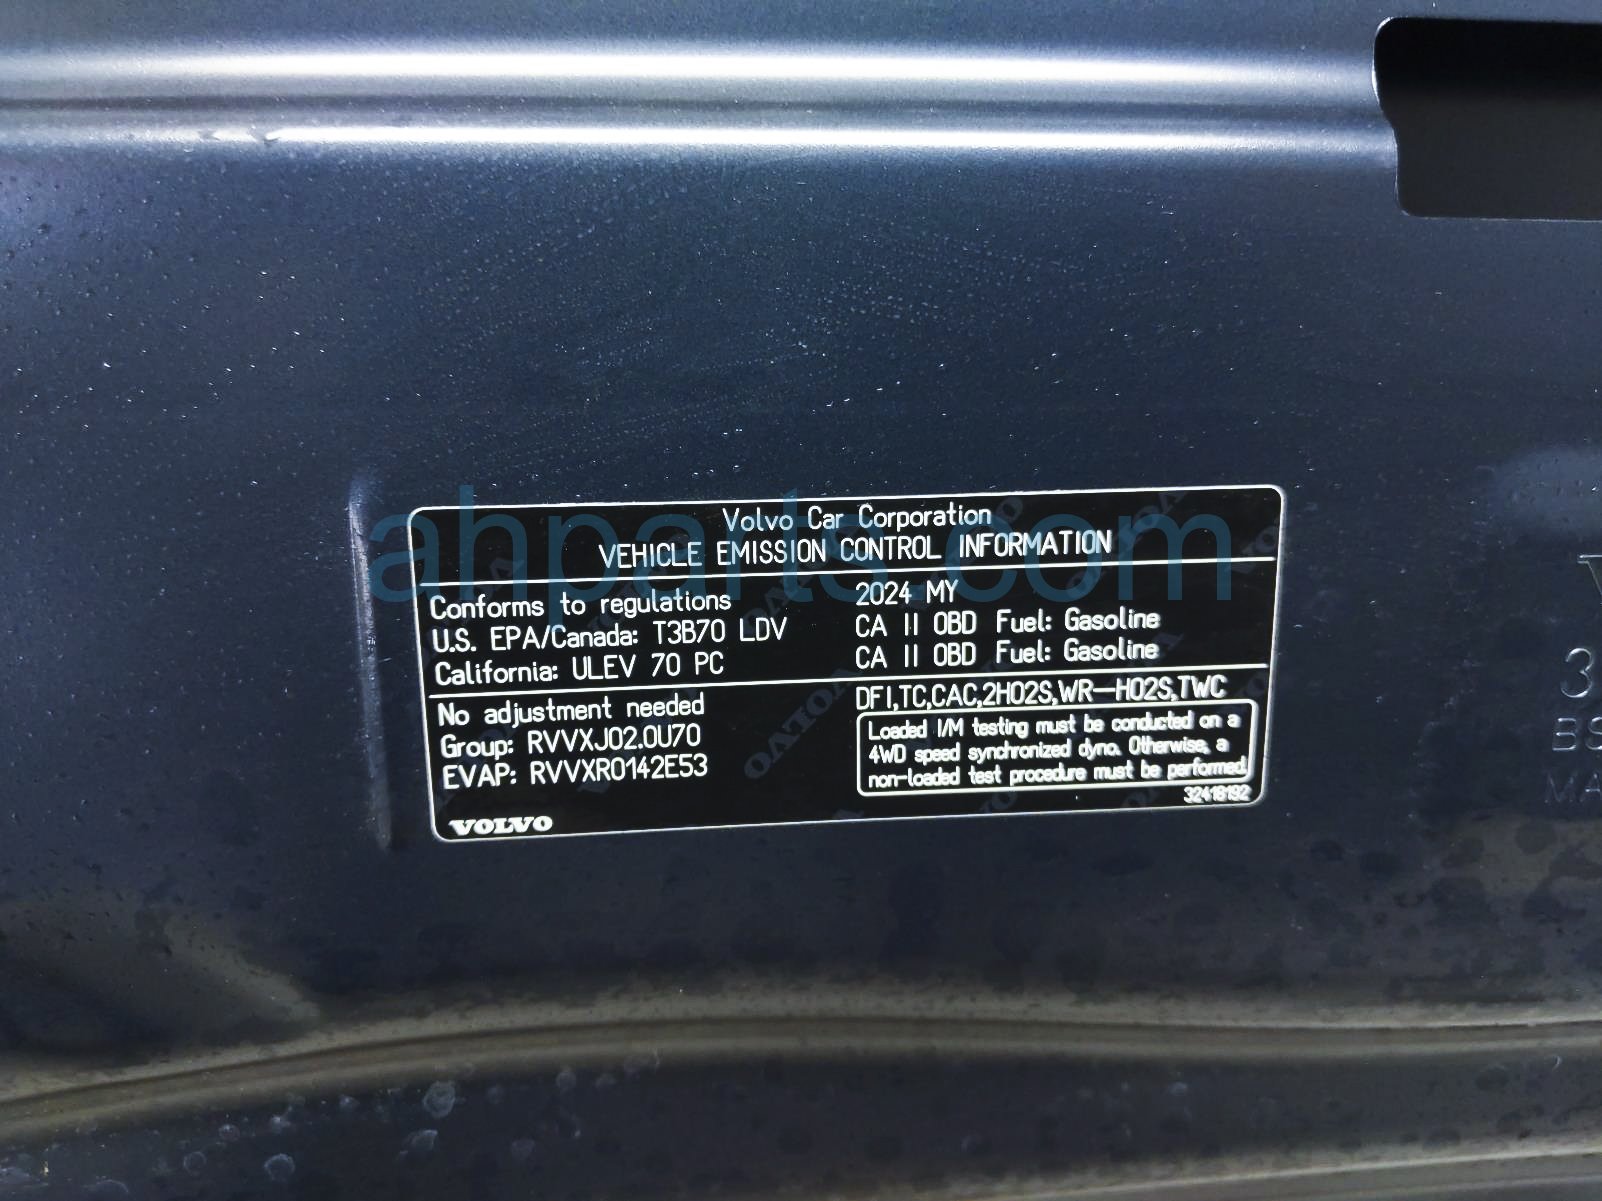 Volvo Car Corporation
VEHICLE EMISSION CONTROL INFORMATION
Conforms to regulations 2024 MY
U.S. EPA/Canada: T3B70 LDV CA II OBD Fuel: Gasoline
California: ULEV 70 PC CA II OBD Fuel: Gasoline
No adjustment needed DFI,TC,CAC,2HO2S,WR-HO2S,TWC
Group: RVVXJ02.0U70
EVAP: RVVXR0142E53
Loaded I/M testing must be conducted on a
4WD speed synchronized dyno. Otherwise, a
non-loaded test procedure must be performed.
32418192
VOLVO
ahparts.com